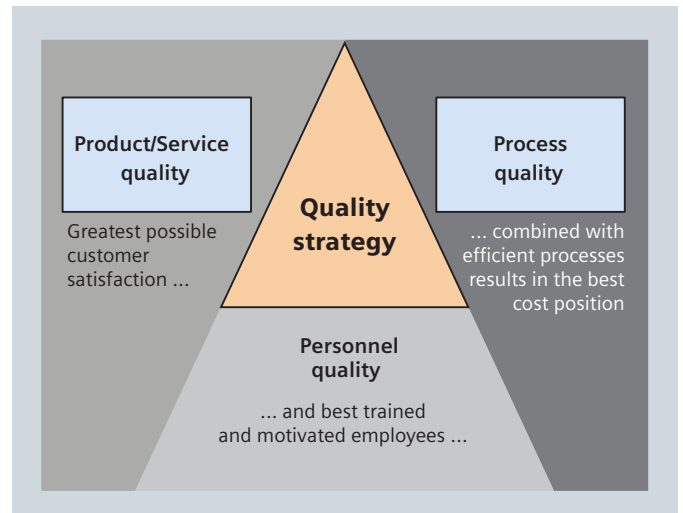 Product/Service
quality
Greatest possible
customer
satisfaction ...
Quality
strategy
Personnel
quality
... and best trained
and motivated employees ...
Process
quality
... combined with
efficient processes
results in the best
cost position